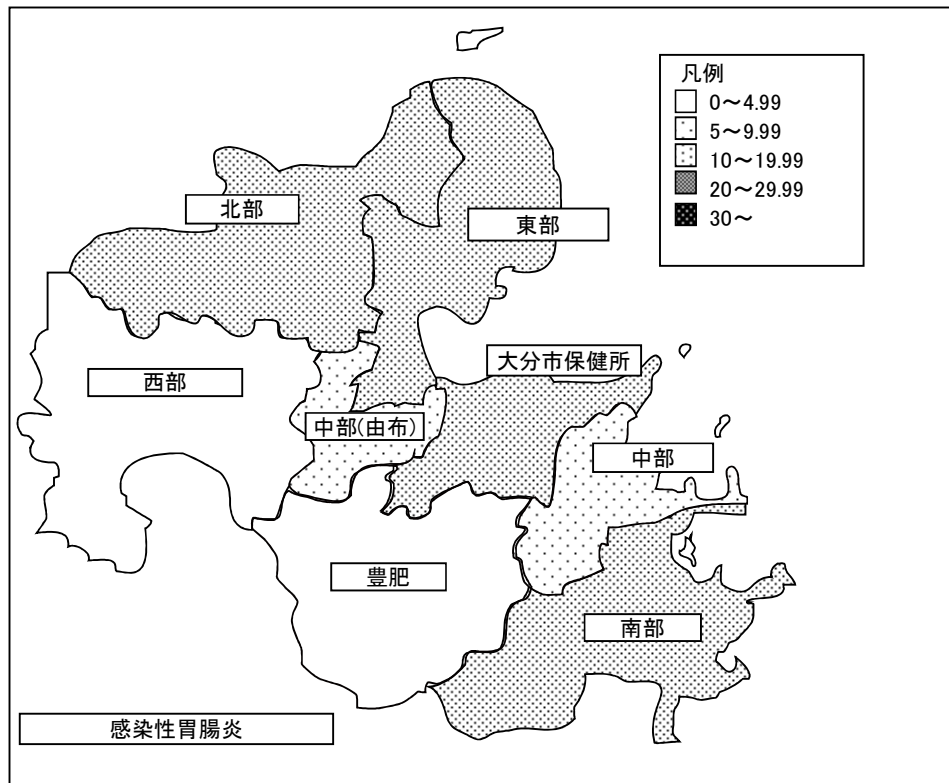 凡例
0～4.99
5～9.99
10～19.99
20～29.99
30～
北部
東部
大分市保健所
西部
中部(由布)
中部
豊肥
南部
感染性胃腸炎